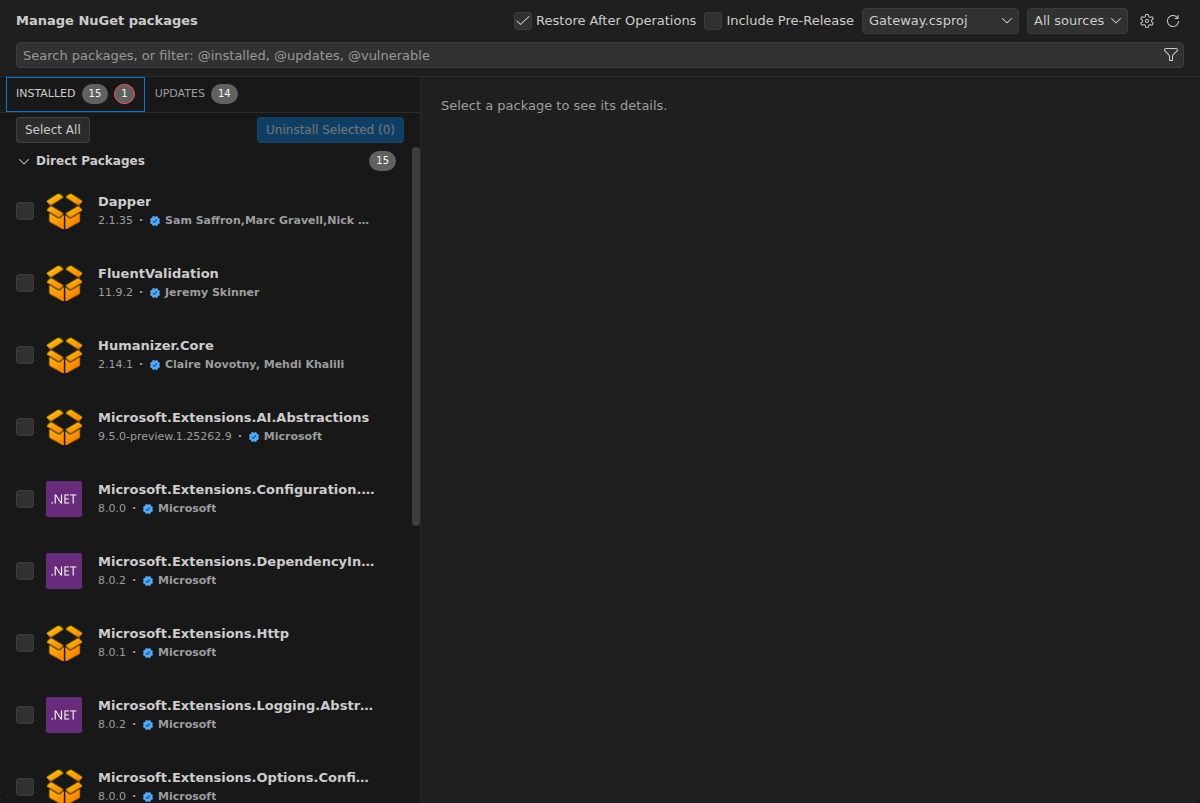 Manage NuGet packages
Restore After Operations
Include Pre-Release
Gateway.csproj
All sources
Search packages, or filter: @installed, @updates, @vulnerable
INSTALLED 15 1
UPDATES 14
Select All
Uninstall Selected (0)
Direct Packages 15
Dapper
2.1.35 · Sam Saffron,Marc Gravell,Nick ...
FluentValidation
11.9.2 · Jeremy Skinner
Humanizer.Core
2.14.1 · Claire Novotny, Mehdi Khalili
Microsoft.Extensions.AI.Abstractions
9.5.0-preview.1.25262.9 · Microsoft
.NET
Microsoft.Extensions.Configuration....
8.0.0 · Microsoft
.NET
Microsoft.Extensions.DependencyIn...
8.0.2 · Microsoft
Microsoft.Extensions.Http
8.0.1 · Microsoft
.NET
Microsoft.Extensions.Logging.Abstr...
8.0.2 · Microsoft
Microsoft.Extensions.Options.Confi...
8.0.0 · Microsoft
Select a package to see its details.